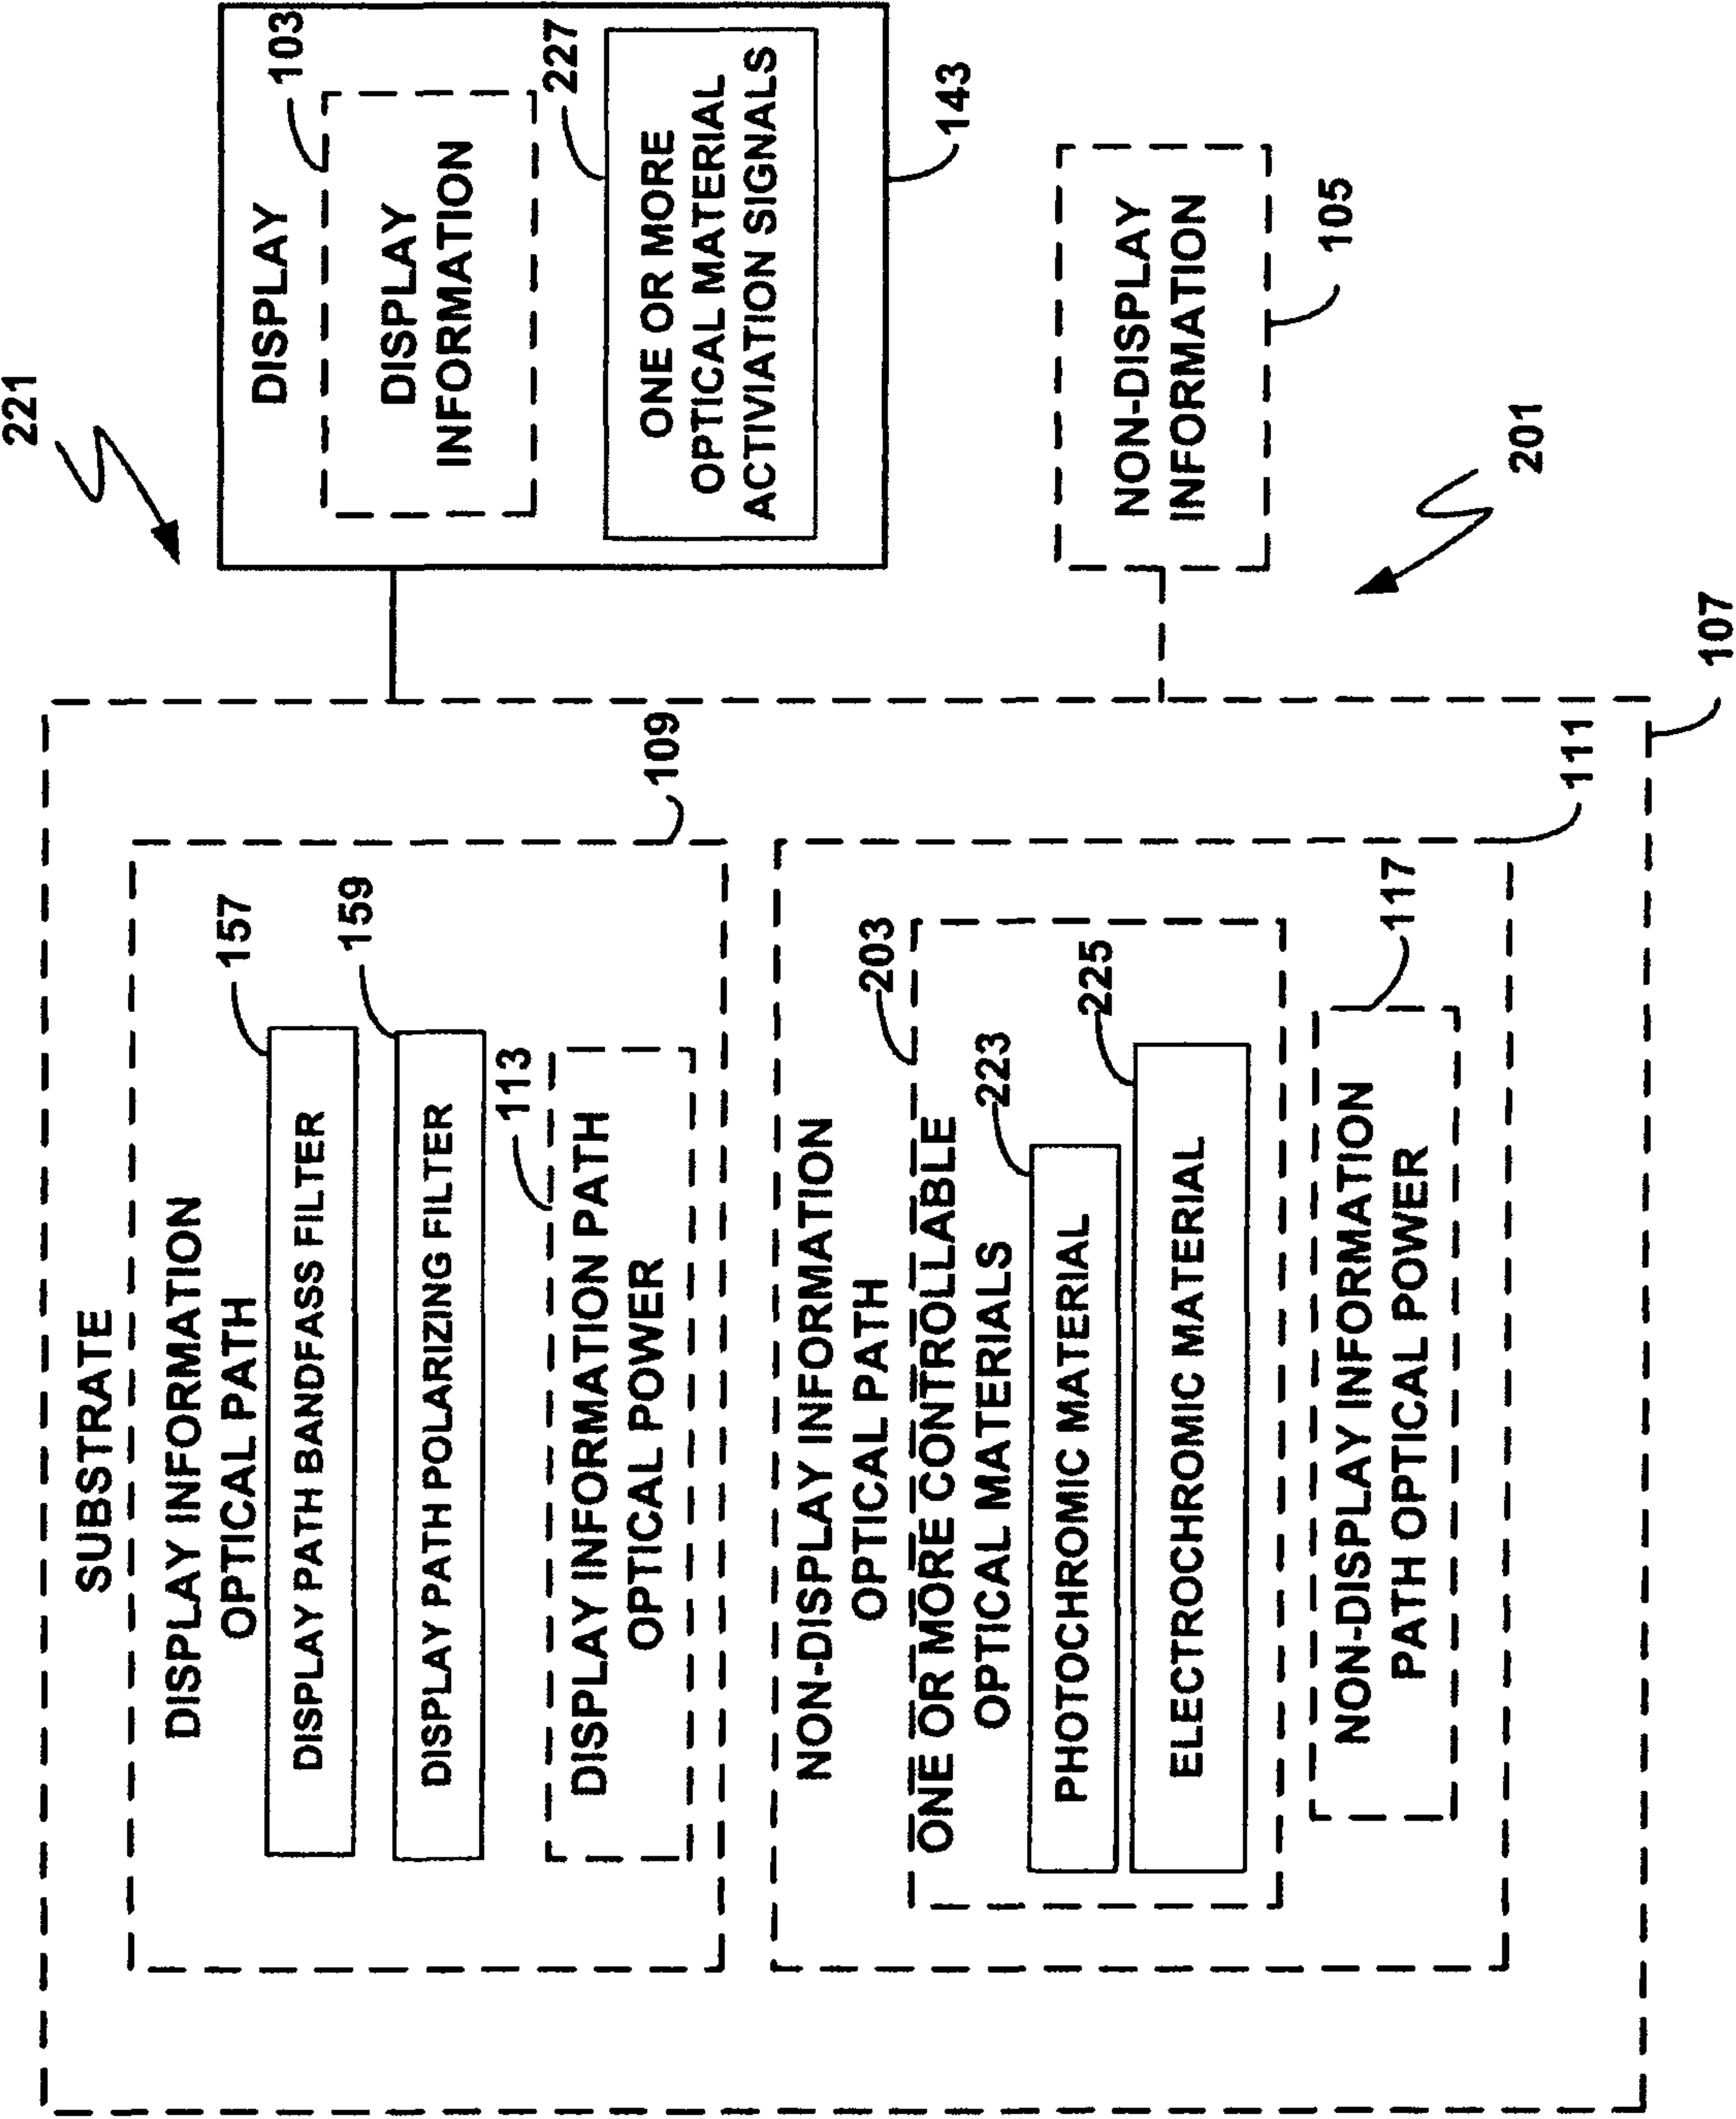 221
SUBSTRATE
DISPLAY INFORMATION
OPTICAL PATH
157
DISPLAY PATH BANDFASS FILTER
159
DISPLAY PATH POLARIZING FILTER
113
DISPLAY INFORMATION PATH
OPTICAL POWER
109
NON-DISPLAY INFORMATION
OPTICAL PATH
203
ONE OR MORE CONTROLLABLE
OPTICAL MATERIALS
223
PHOTOCHROMIC MATERIAL
225
ELECTROCHROMIC MATERIAL
117
NON-DISPLAY INFORMATION
PATH OPTICAL POWER
111
107
DISPLAY
103
DISPLAY
INFORMATION
227
ONE OR MORE
OPTICAL MATERIAL
ACTIVIATION SIGNALS
143
NON-DISPLAY
INFORMATION
105
201